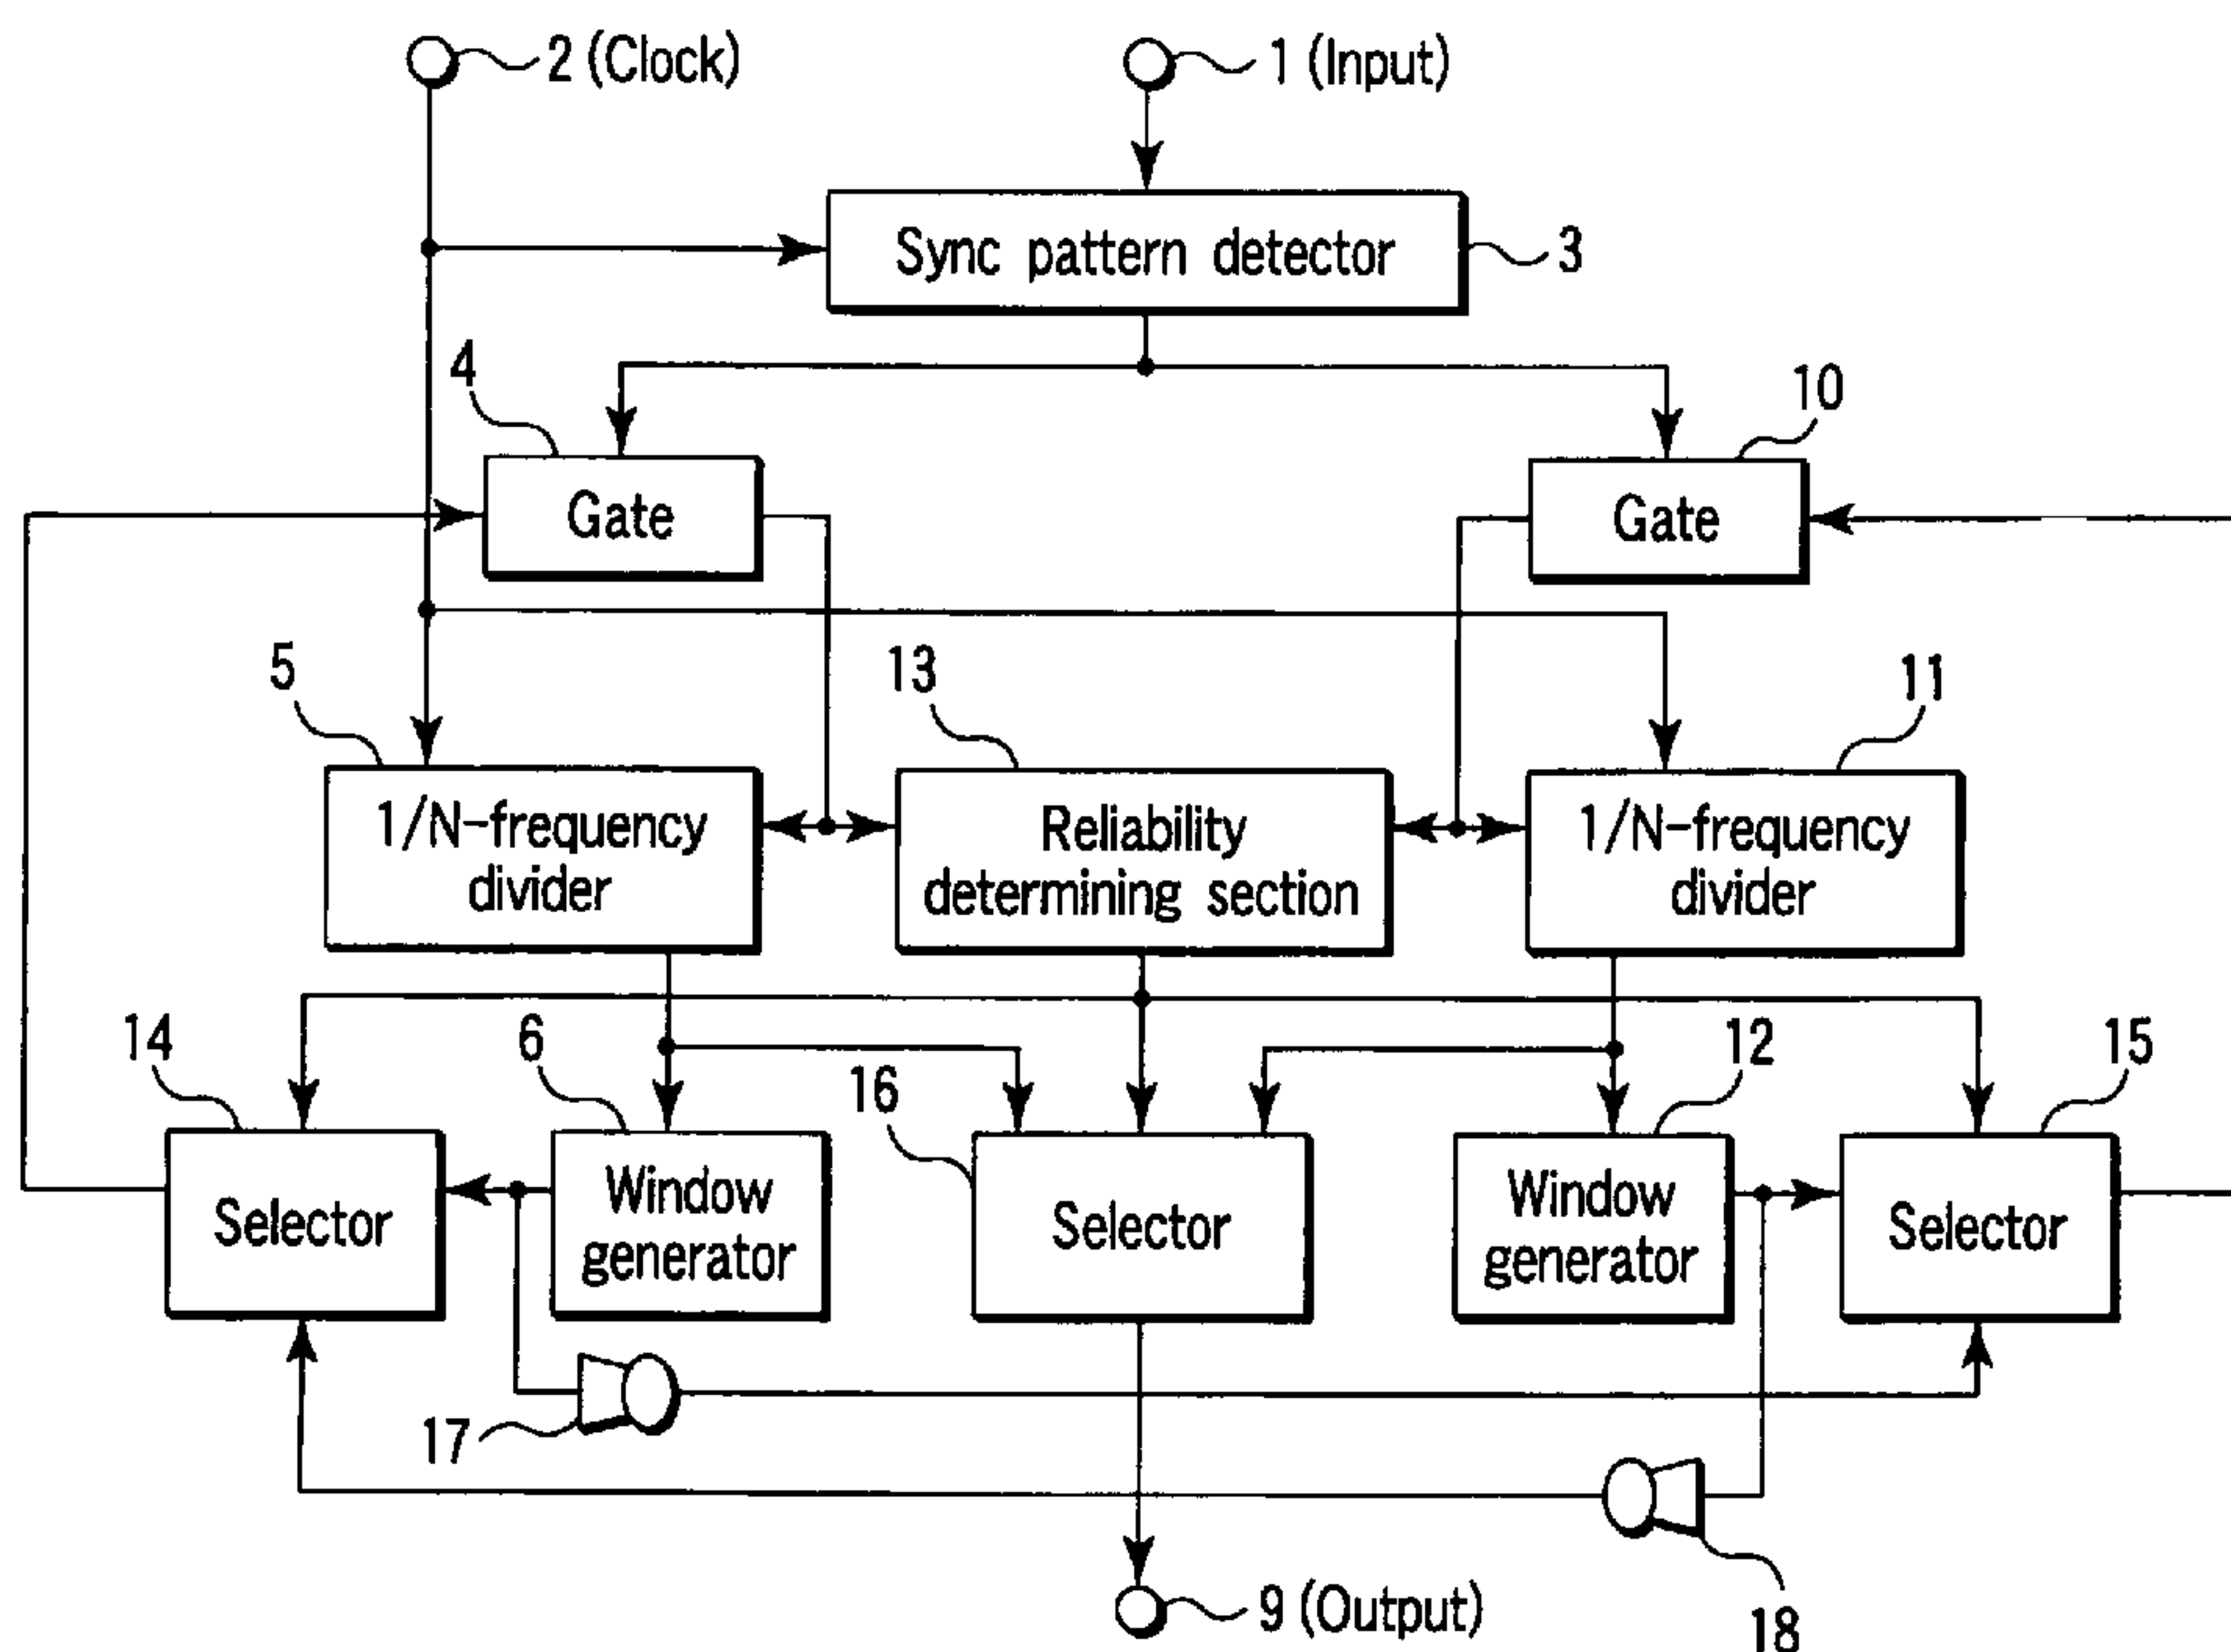 2 (Clock)
1 (Input)
Sync pattern detector
3
4
10
Gate
Gate
5
13
11
1/N-frequency
divider
Reliability
determining section
1/N-frequency
divider
14
6
16
12
15
Selector
Window
generator
Selector
Window
generator
Selector
17
18
9 (Output)